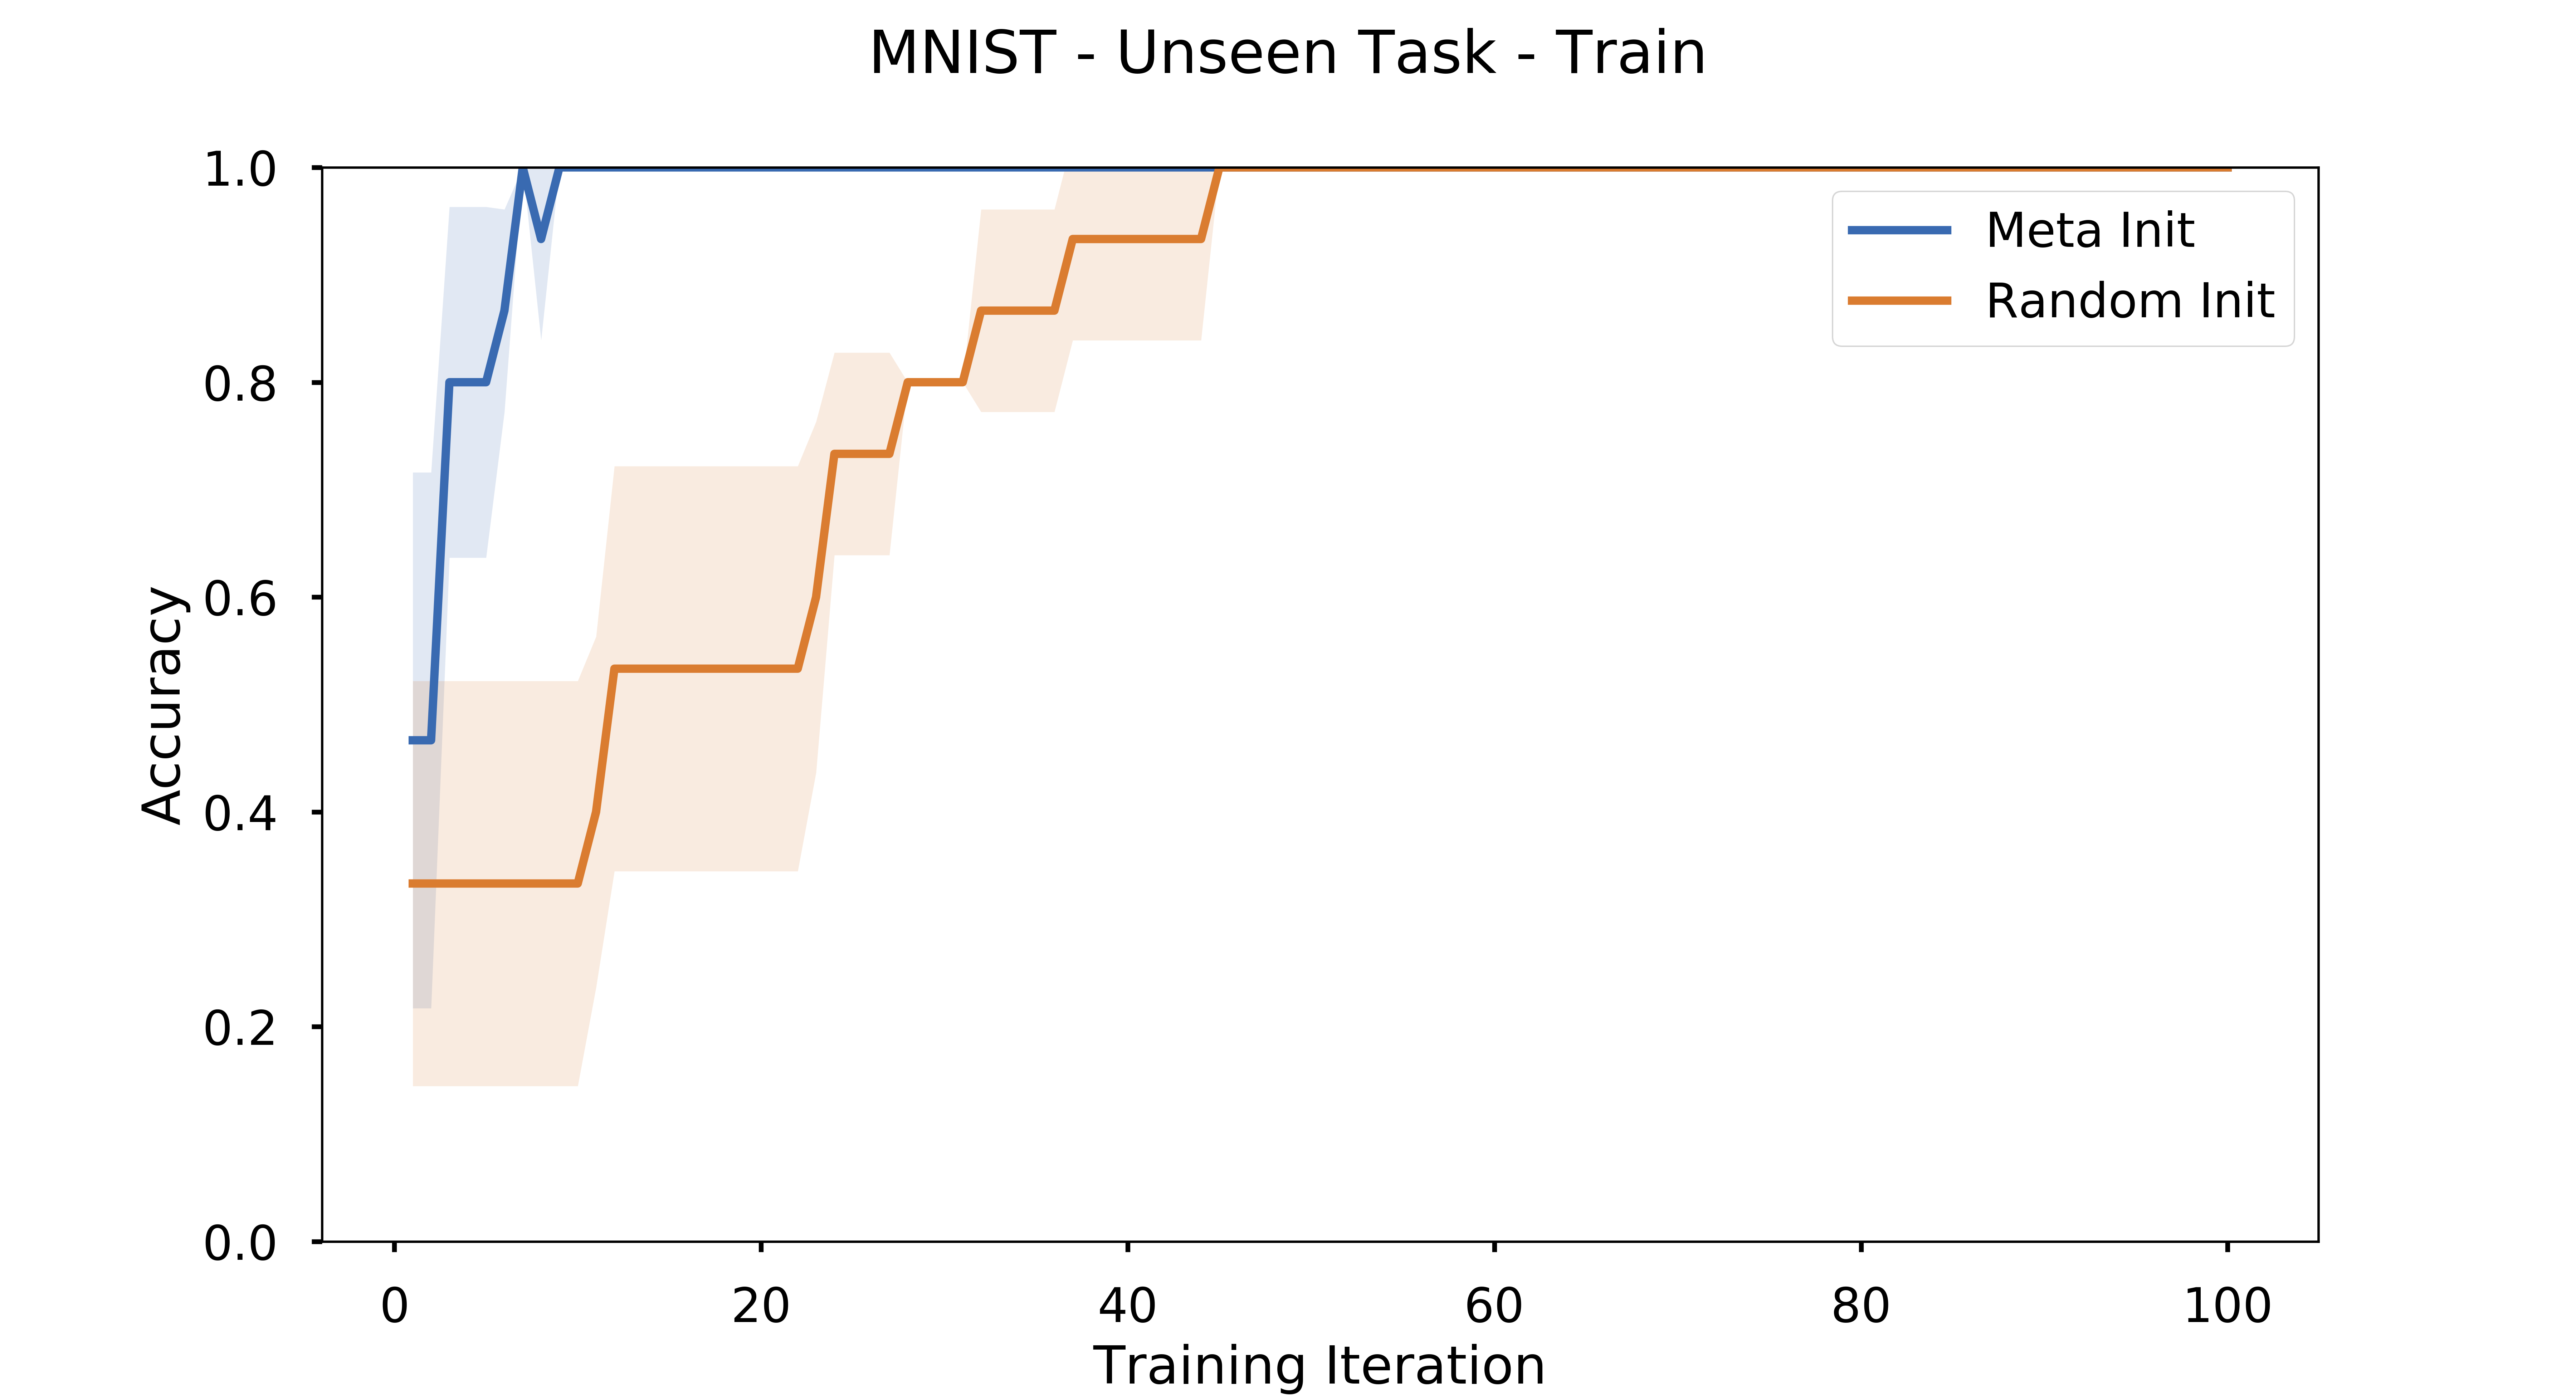 MNIST - Unseen Task - Train
1.0
0.8
0.6
0.4
0.2
0.0
Accuracy
Meta Init
Random Init
0 20 40 60 80 100
Training Iteration